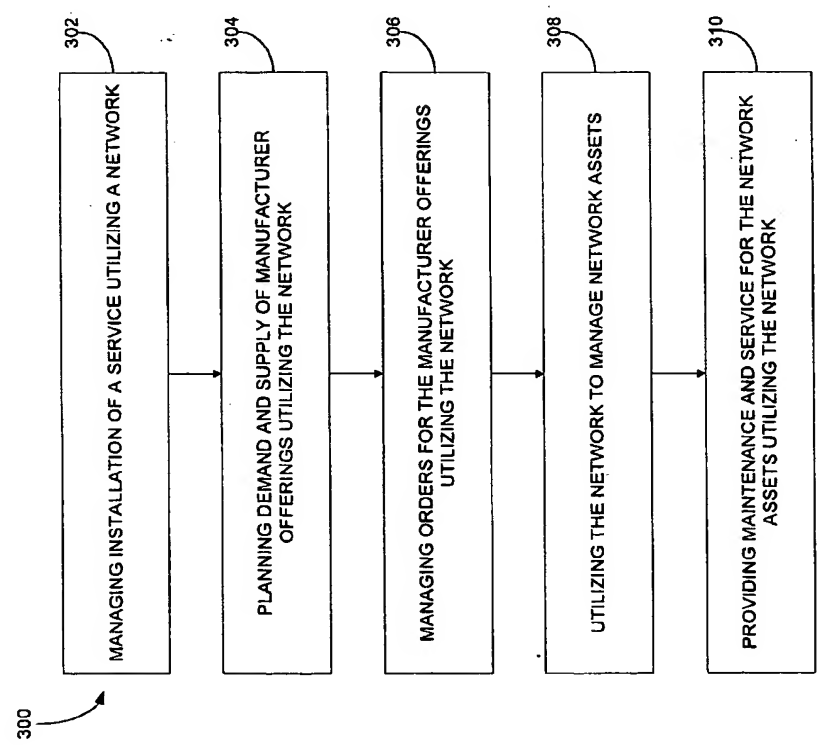 300
302
MANAGING INSTALLATION OF A SERVICE UTILIZING A NETWORK
304
PLANNING DEMAND AND SUPPLY OF MANUFACTURER
OFFERINGS UTILIZING THE NETWORK
306
MANAGING ORDERS FOR THE MANUFACTURER OFFERINGS
UTILIZING THE NETWORK
308
UTILIZING THE NETWORK TO MANAGE NETWORK ASSETS
310
PROVIDING MAINTENANCE AND SERVICE FOR THE NETWORK
ASSETS UTILIZING THE NETWORK